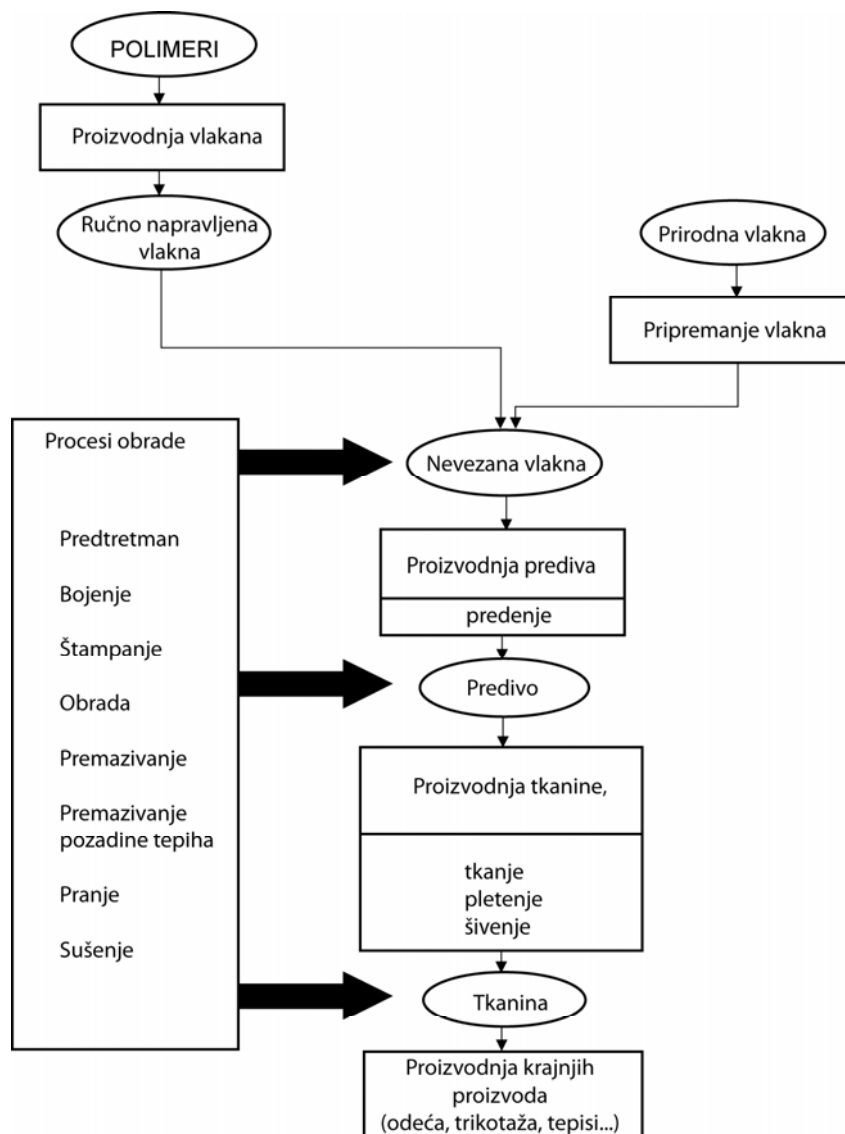 POLIMERI
Proizvodnja vlakana
Ručno napravljena
vlakna
Prirodna vlakna
Pripremanje vlakna
Procesi obrade
Predtretman
Bojenje
Štampanje
Obrada
Premazivanje
Premazivanje
pozadine tepiha
Pranje
Sušenje
Nevezana vlakna
Proizvodnja prediva
predenje
Predivo
Proizvodnja tkanine,
tkanje
pletenje
šivenje
Tkanina
Proizvodnja krajnjih
proizvoda
(odeća, trikotaža, tepisi...)